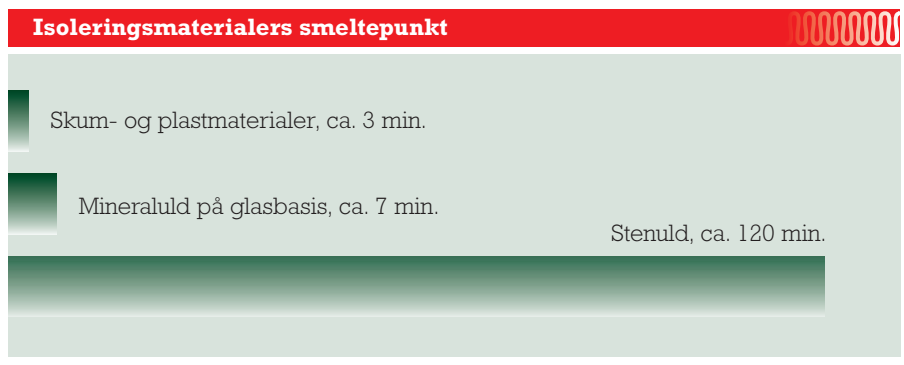 Isoleringsmaterialers smeltepunkt
Skum- og plastmaterialer, ca. 3 min.
Mineraluld på glasbasis, ca. 7 min.
Stenuld, ca. 120 min.